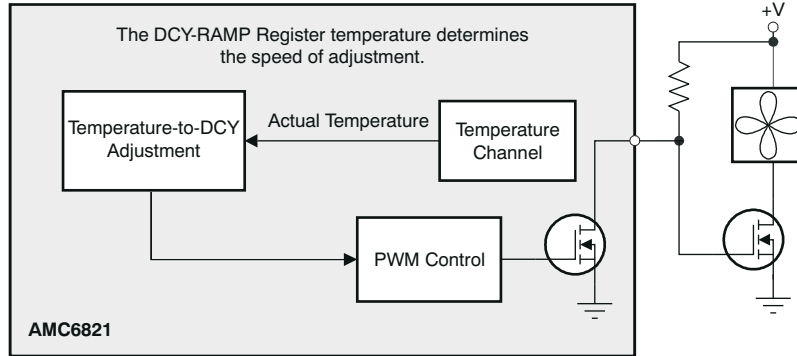 The DCY-RAMP Register temperature determines
the speed of adjustment.
+V
Temperature-to-DCY
Adjustment
Actual Temperature
Temperature
Channel
PWM Control
AMC6821